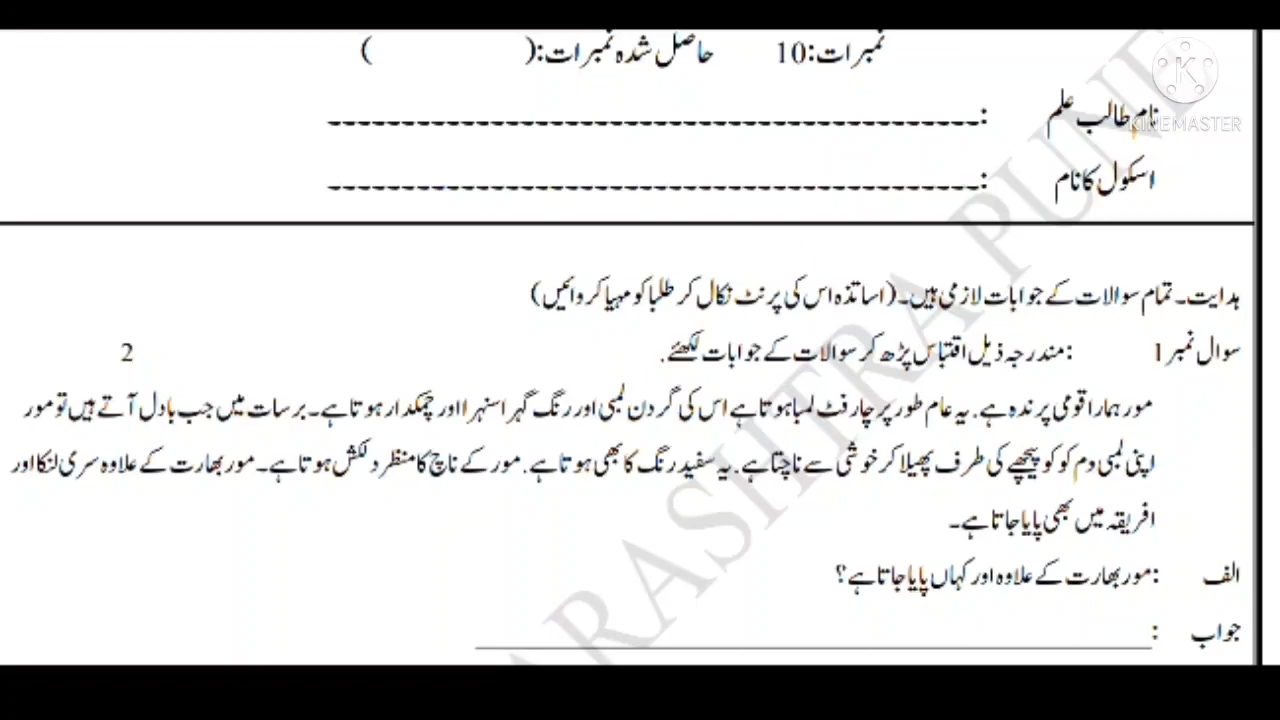 نمبرات:10 حاصل شدہ نمبرات:( )
نام طالب علم :
اسکول کا نام :
ہدایت۔ تمام سوالات کے جوابات لازمی ہیں۔(اساتذہ اس کی پرنٹ نکال کر طلبا کو مہیا کروائیں)
سوال نمبر 1 :مندرجہ ذیل اقتباس پڑھ کر سوالات کے جوابات لکھئے. 2
مور ہمارا قومی پرندہ ہے. یہ عام طور پر چار فٹ لمبا ہوتا ہے اس کی گردن لمبی اور رنگ گہرا سنہرا اور چمکدار ہوتا ہے۔ برسات میں جب بادل آتے ہیں تو مور
اپنی لمبی دم کو کو پیچھے کی طرف پھیلا کر خوشی سے ناچتا ہے. یہ سفید رنگ کا بھی ہوتا ہے. مور کے ناچ کا منظر دلکش ہوتا ہے۔ مور بھارت کے علاوہ سری لنکا اور
افریقہ میں بھی پایا جاتا ہے۔
الف :مور بھارت کے علاوہ اور کہاں پایا جاتا ہے؟
جواب :
KINEMASTER
ARASHTRA PUNE